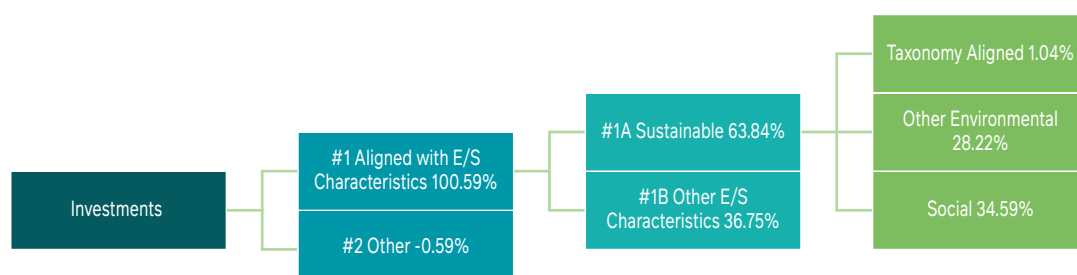 Investments
#1 Aligned with E/S
Characteristics 100.59%
#2 Other -0.59%
#1A Sustainable 63.84%
#1B Other E/S
Characteristics 36.75%
Taxonomy Aligned 1.04%
Other Environmental
28.22%
Social 34.59%